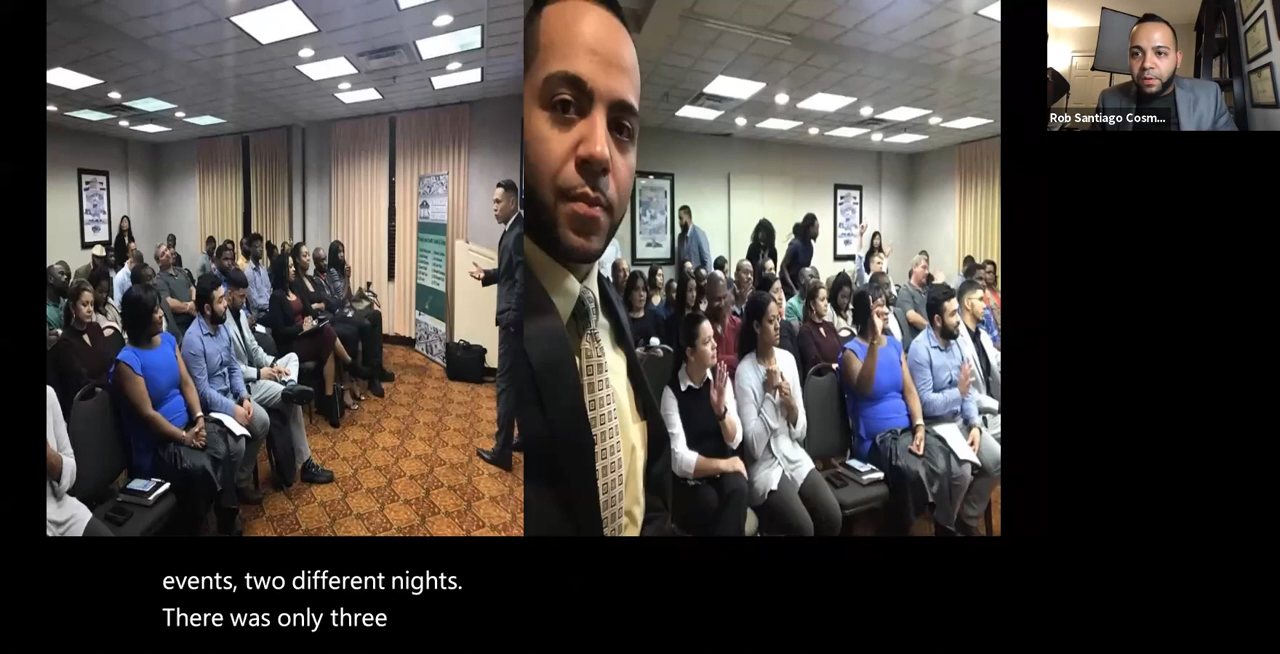 Rob Santiago Cosm...
events, two different nights.
There was only three